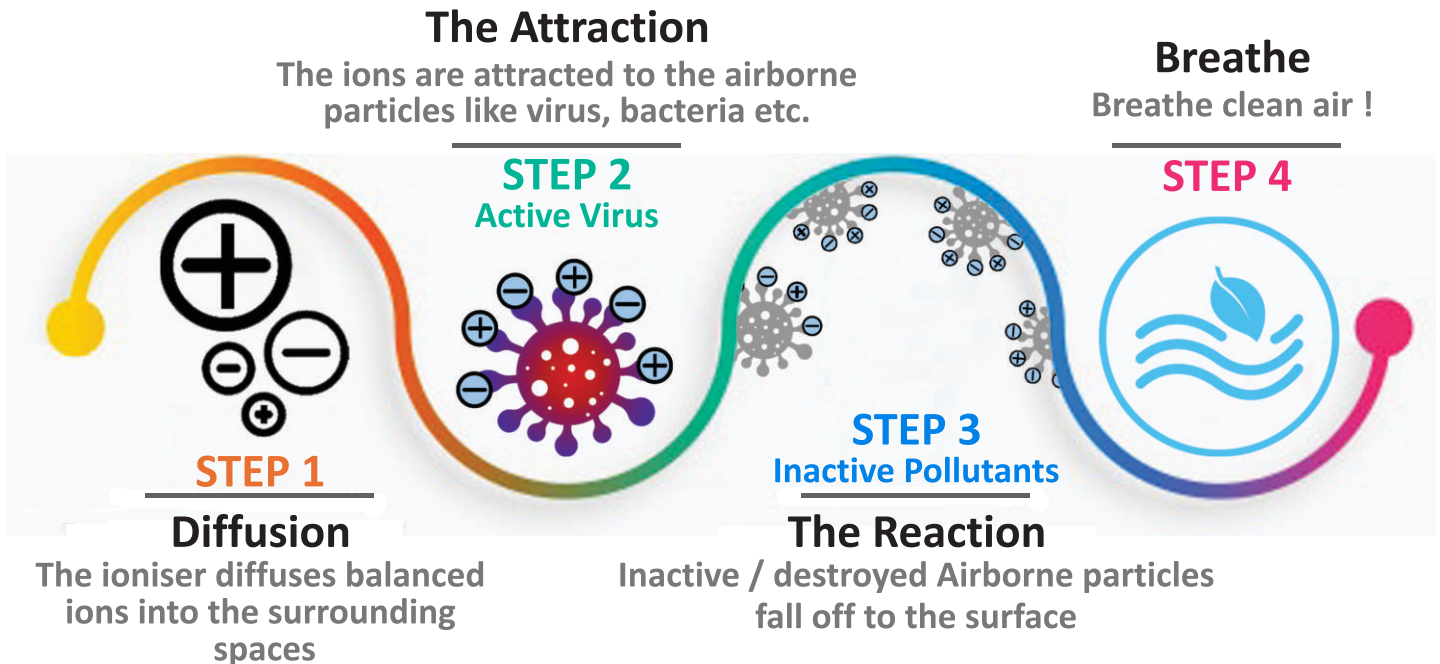 STEP 1
Diffusion
The ioniser diffuses balanced
ions into the surrounding
spaces
The Attraction
The ions are attracted to the airborne
particles like virus, bacteria etc.
STEP 2
Active Virus
STEP 3
Inactive Pollutants
The Reaction
Inactive / destroyed Airborne particles
fall off to the surface
Breathe
Breathe clean air !
STEP 4